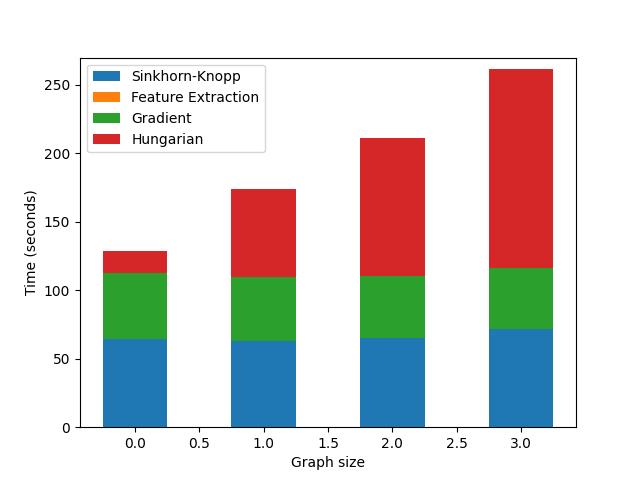 Sinkhorn-Knopp
Feature Extraction
Gradient
Hungarian
250
200
150
100
50
0
Time (seconds)
0.0 0.5 1.0 1.5 2.0 2.5 3.0
Graph size